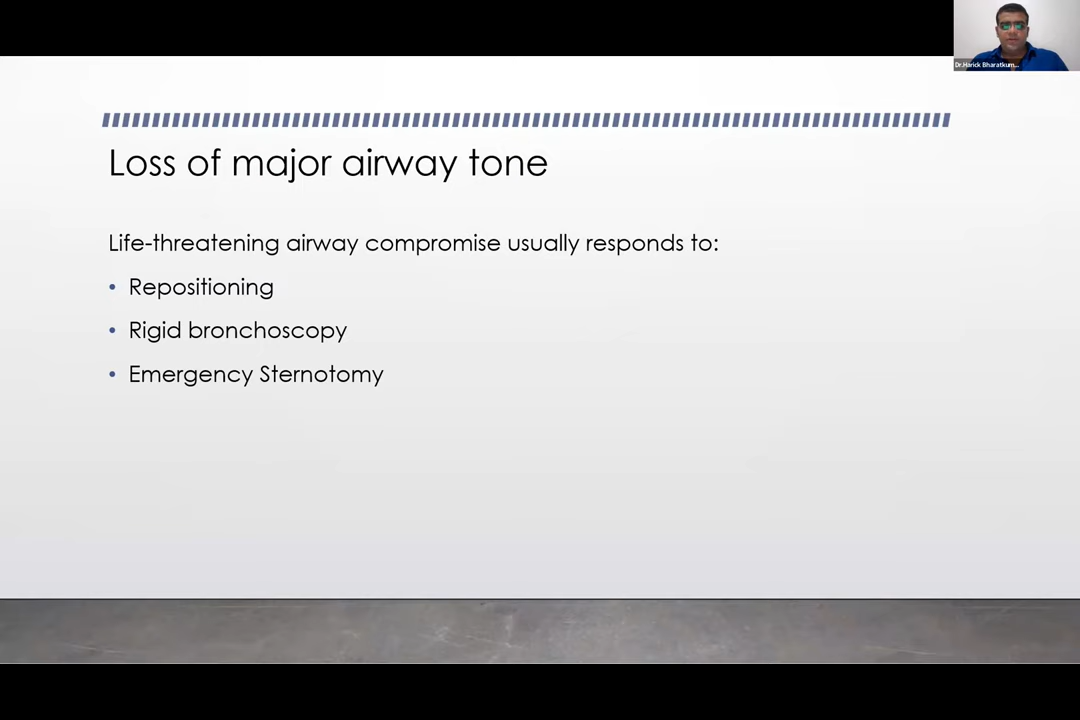 Dr.Harick Bharatkum...
Loss of major airway tone
Life-threatening airway compromise usually responds to:
• Repositioning
• Rigid bronchoscopy
• Emergency Sternotomy